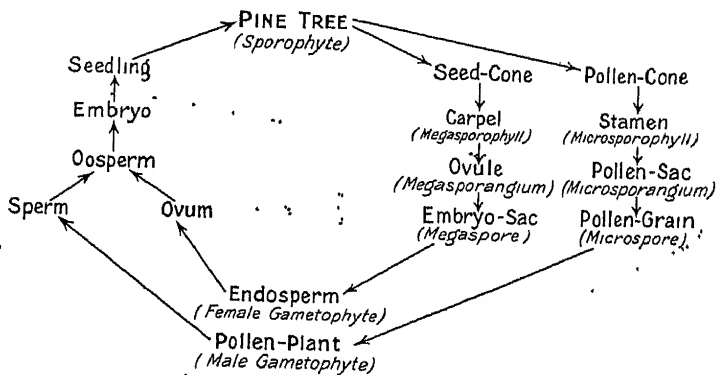 PINE TREE
(Sporophyte)
Seedling
Seed-Cone
Pollen-Cone
Embryo
Carpel
(Megasporophyll)
Stamen
(Microsporophyll)
Oosperm
Ovule
(Megasporangium)
Pollen-Sac
(Microsporangium)
Sperm
Ovum
Embryo-Sac
(Megaspore)
Pollen-Grain
(Microspore)
Endosperm
(Female Gametophyte)
Pollen-Plant
(Male Gametophyte)